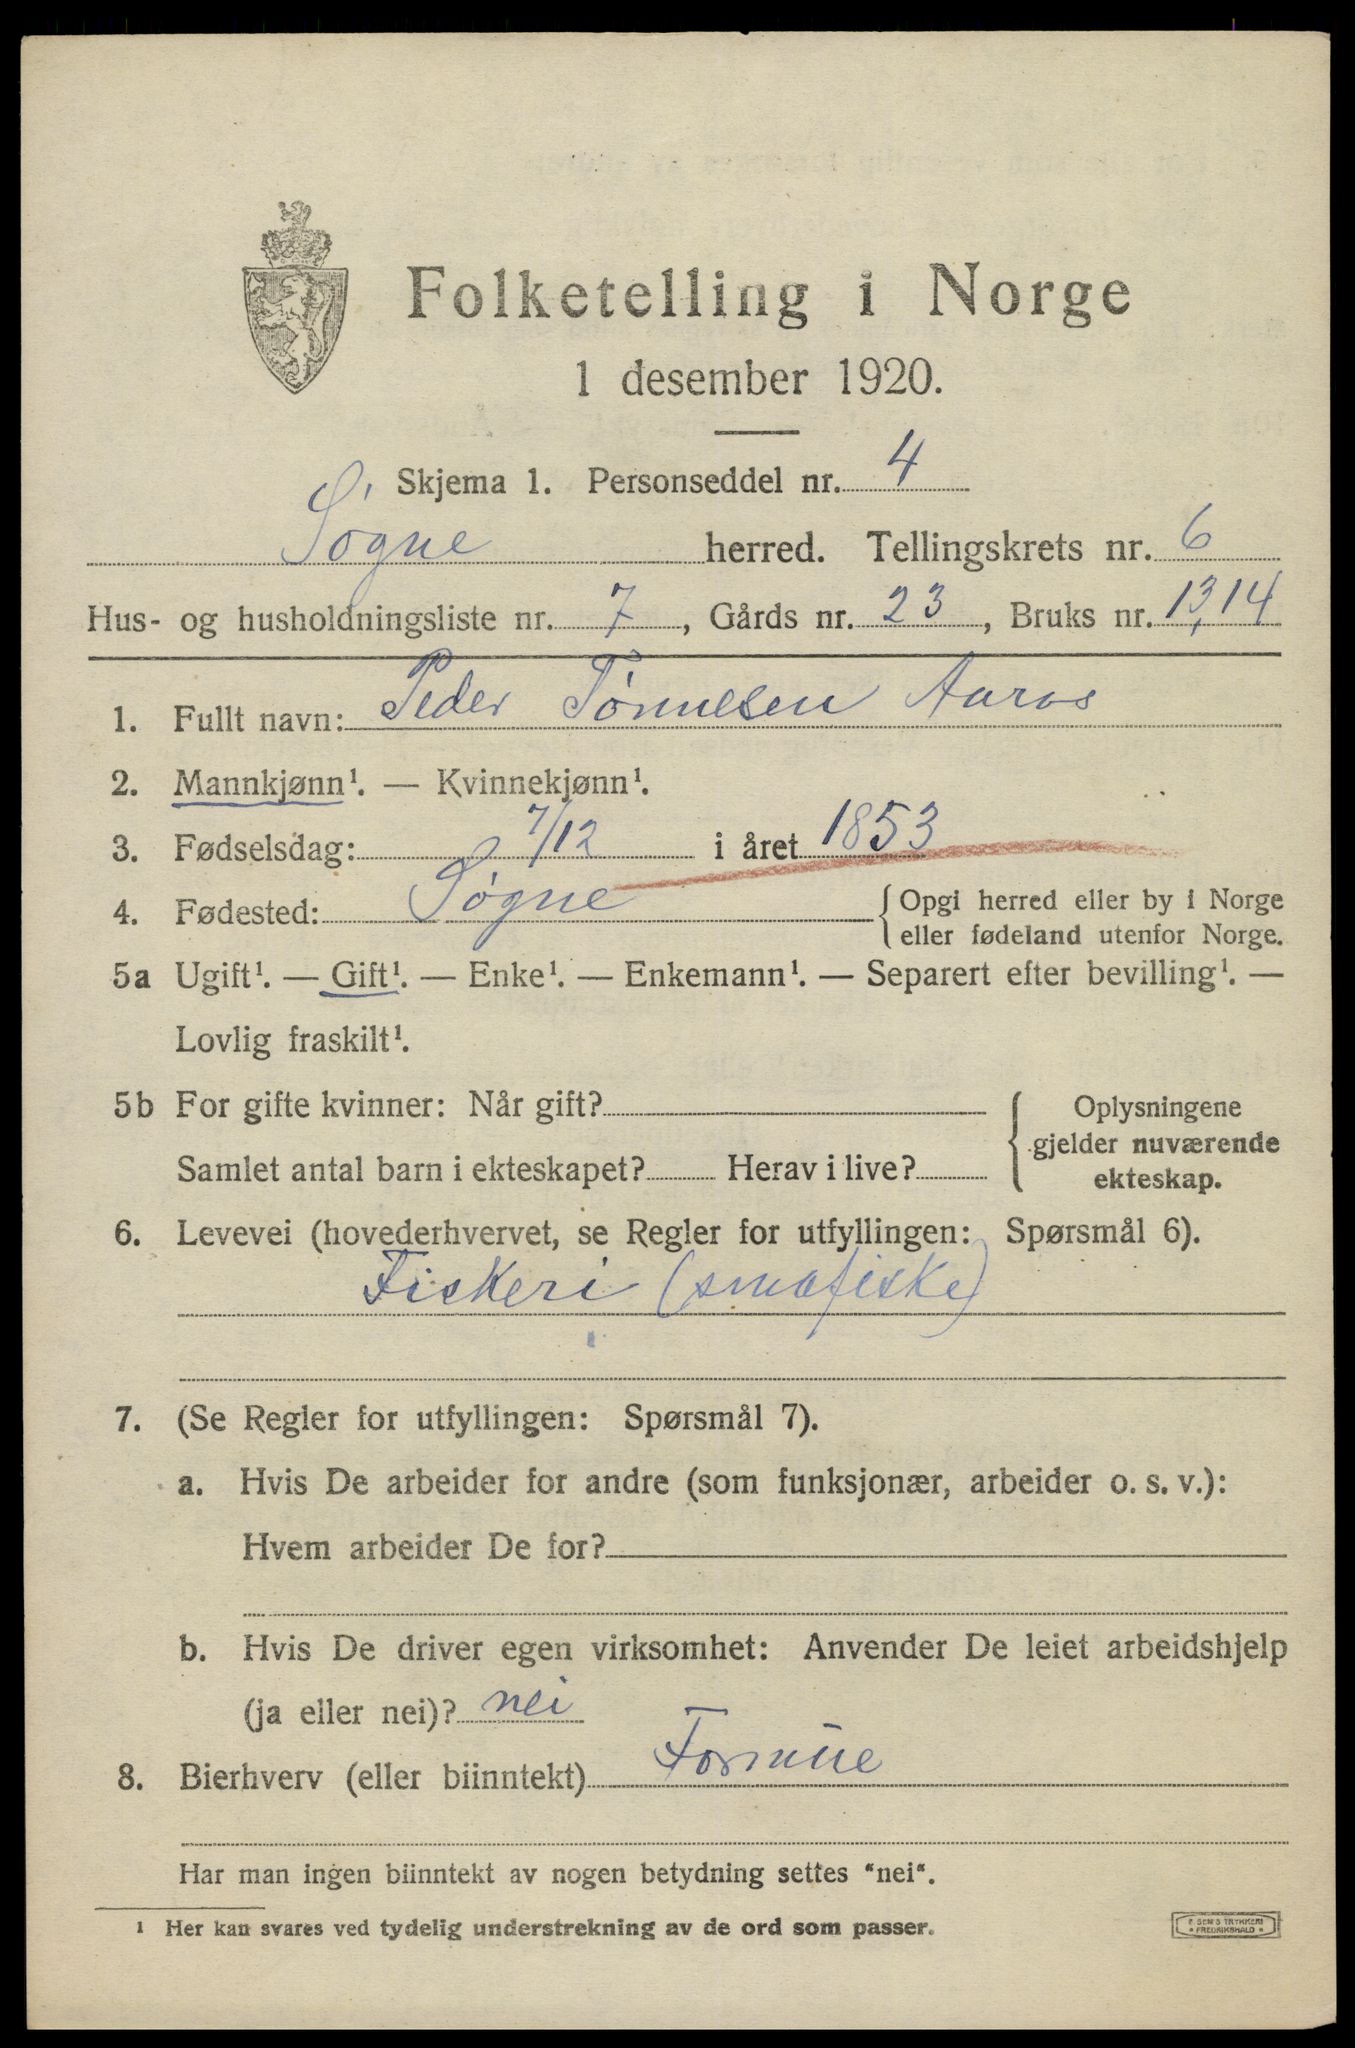 Folketelling i Norge
1 desember 1920.
Skjema 1. Personseddel nr. 4
Søgne herred. Tellingskrets nr. 6
Hus- og husholdningsliste nr. 7, Gårds nr. 23, Bruks nr. 13,14
1. Fullt navn: Peder Tønnesen Aaros
2. Mannkjønn¹. — Kvinnekjønn¹.
3. Fødselsdag: 7/12 i året 1853
4. Fødested: Søgne { Opgi herred eller by i Norge
eller fødeland utenfor Norge.
5a Ugift¹. — Gift¹. — Enke¹. — Enkemann¹. — Separert efter bevilling¹. —
Lovlig fraskilt¹.
5b For gifte kvinner: Når gift? { Oplysningene
gjelder nuværende
Samlet antal barn i ekteskapet? Herav i live? ekteskap.
6. Levevei (hovederhvervet, se Regler for utfyllingen: Spørsmål 6).
Fiskeri (smafiske)
7. (Se Regler for utfyllingen: Spørsmål 7).
a. Hvis De arbeider for andre (som funksjonær, arbeider o. s. v.):
Hvem arbeider De for?
b. Hvis De driver egen virksomhet: Anvender De leiet arbeidshjelp
(ja eller nei)? nei
8. Bierhverv (eller biinntekt) Formue
Har man ingen biinntekt av nogen betydning settes "nei".
¹ Her kan svares ved tydelig understrekning av de ord som passer.
E. SEM'S TRYKKERI
FREDRIKSHALD